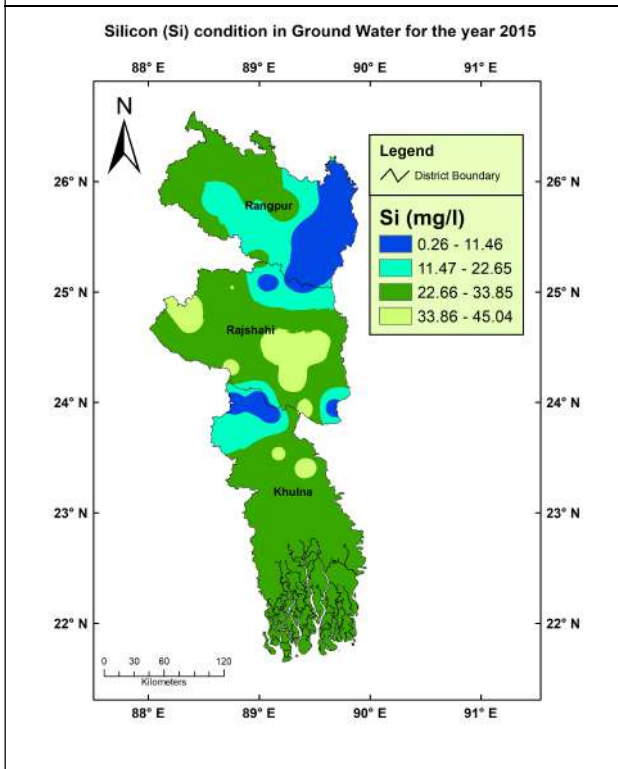 Silicon (Si) condition in Ground Water for the year 2015
88° E 89° E 90° E 91° E
N
Legend
District Boundary
Si (mg/l)
0.26 - 11.46
11.47 - 22.65
22.66 - 33.85
33.86 - 45.04
26° N 26° N
Rangpur
25° N 25° N
Rajshahi
24° N 24° N
Khulna
23° N 23° N
22° N 22° N
0 30 60 120
Kilometers
88° E 89° E 90° E 91° E